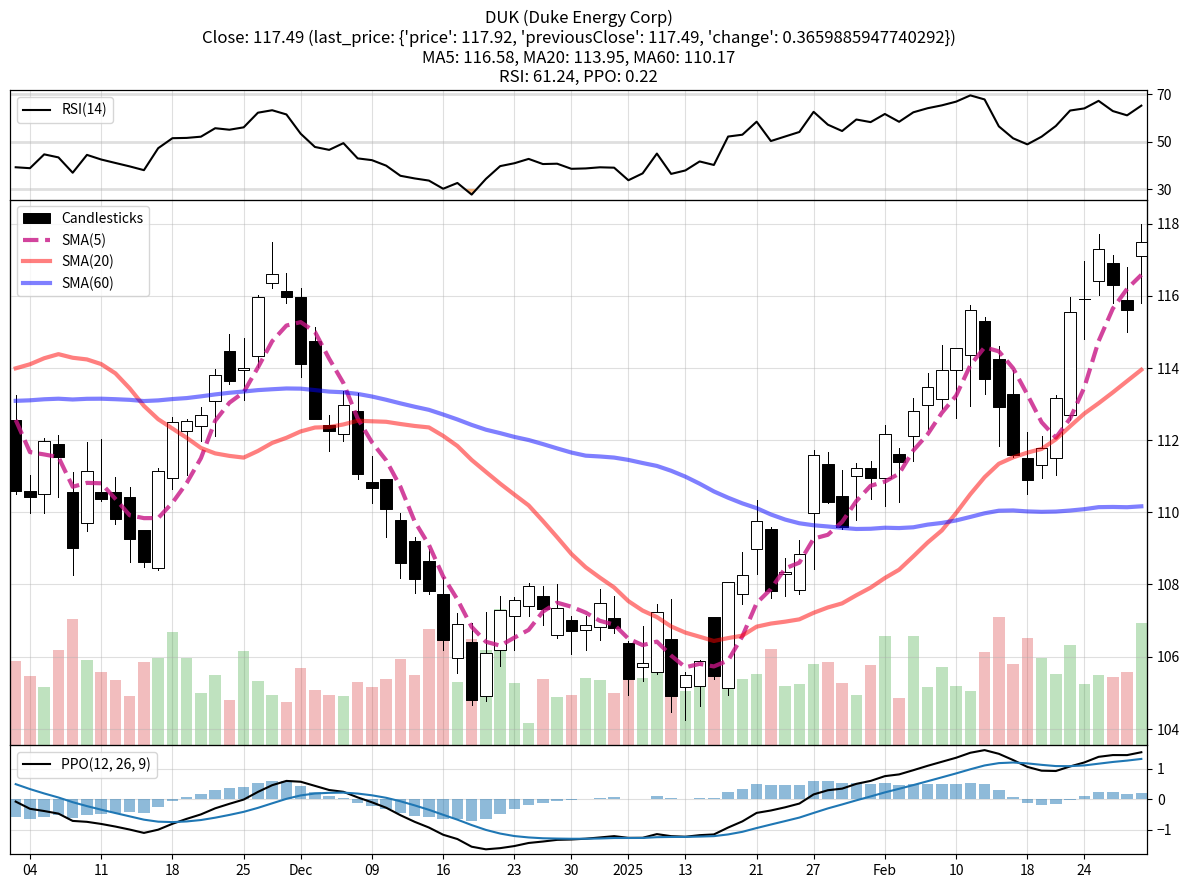 DUK (Duke Energy Corp)
Close: 117.49 (last_price: {'price': 117.92, 'previousClose': 117.49, 'change': 0.3659885947740292})
MA5: 116.58, MA20: 113.95, MA60: 110.17
RSI: 61.24, PPO: 0.22
RSI(14)
70
50
30
Candlesticks
SMA(5)
SMA(20)
SMA(60)
118
116
114
112
110
108
106
104
PPO(12, 26, 9)
1
0
−1
04 11 18 25 Dec 09 16 23 30 2025 13 21 27 Feb 10 18 24